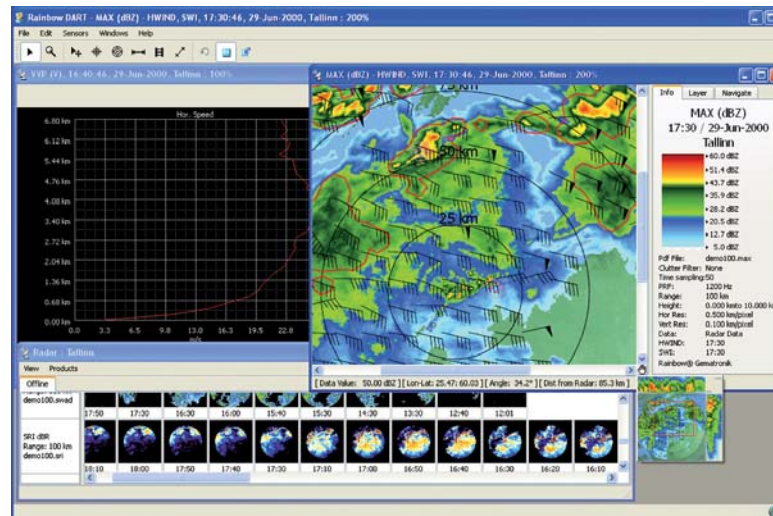 Rainbow DART - MAX (dBZ) - HWIND, SWI, 17:30:46, 29-Jun-2000, Tallinn : 200%
File Edit Sensors Windows Help
VVP (V), 16:40:46, 29-Jun-2000, Tallinn : 100%
Hor. Speed
6.80 km
6.12 km
5.44 km
4.76 km
4.08 km
3.40 km
2.72 km
2.04 km
1.36 km
0.68 km
0.00 km
0.0 3.3 6.5 9.8 13.0 16.3 19.5 22.8
m/s
MAX (dBZ) - HWIND, SWI, 17:30:46, 29-Jun-2000, Tallinn : 200%
75 km
50 km
25 km
[ Data Value: 50.00 dBZ ][ Lon-Lat: 25.47; 60.03 ][ Angle: 34.2° ][ Dist from Radar: 85.3 km ]
Info Layer Navigate
MAX (dBZ)
17:30 / 29-Jun-2000
Tallinn
60.0 dBZ
51.4 dBZ
43.7 dBZ
35.9 dBZ
28.2 dBZ
20.5 dBZ
12.7 dBZ
5.0 dBZ
Pdf File: demo100.max
Clutter Filter: None
Time sampling:50
PRF: 1200 Hz
Range: 100 km
Height: 0.000 kmto 10.000 k
Hor Res: 0.500 km/pixel
Vert Res: 0.100 km/pixel
Data: Radar Data
HWIND: 17:30
SWI: 17:30
Rainbow® Gematronik
Radar : Tallinn
View Products
Offline
demo100.swad
17:50 17:30 16:30 16:00 15:40 15:30 14:30 13:30 12:40 12:01
SRI dBR
Range: 100 km
demo100.sri
18:10 18:00 17:50 17:40 17:30 17:10 17:00 16:50 16:40 16:30 16:20 16:10